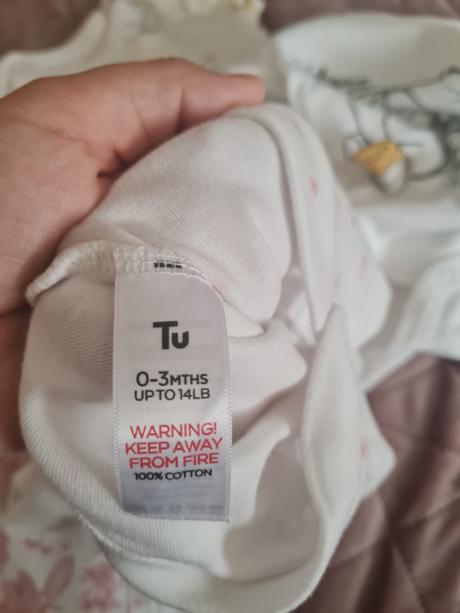 Tu
0-3MTHS
UP TO 14LB
WARNING!
KEEP AWAY
FROM FIRE
100% COTTON